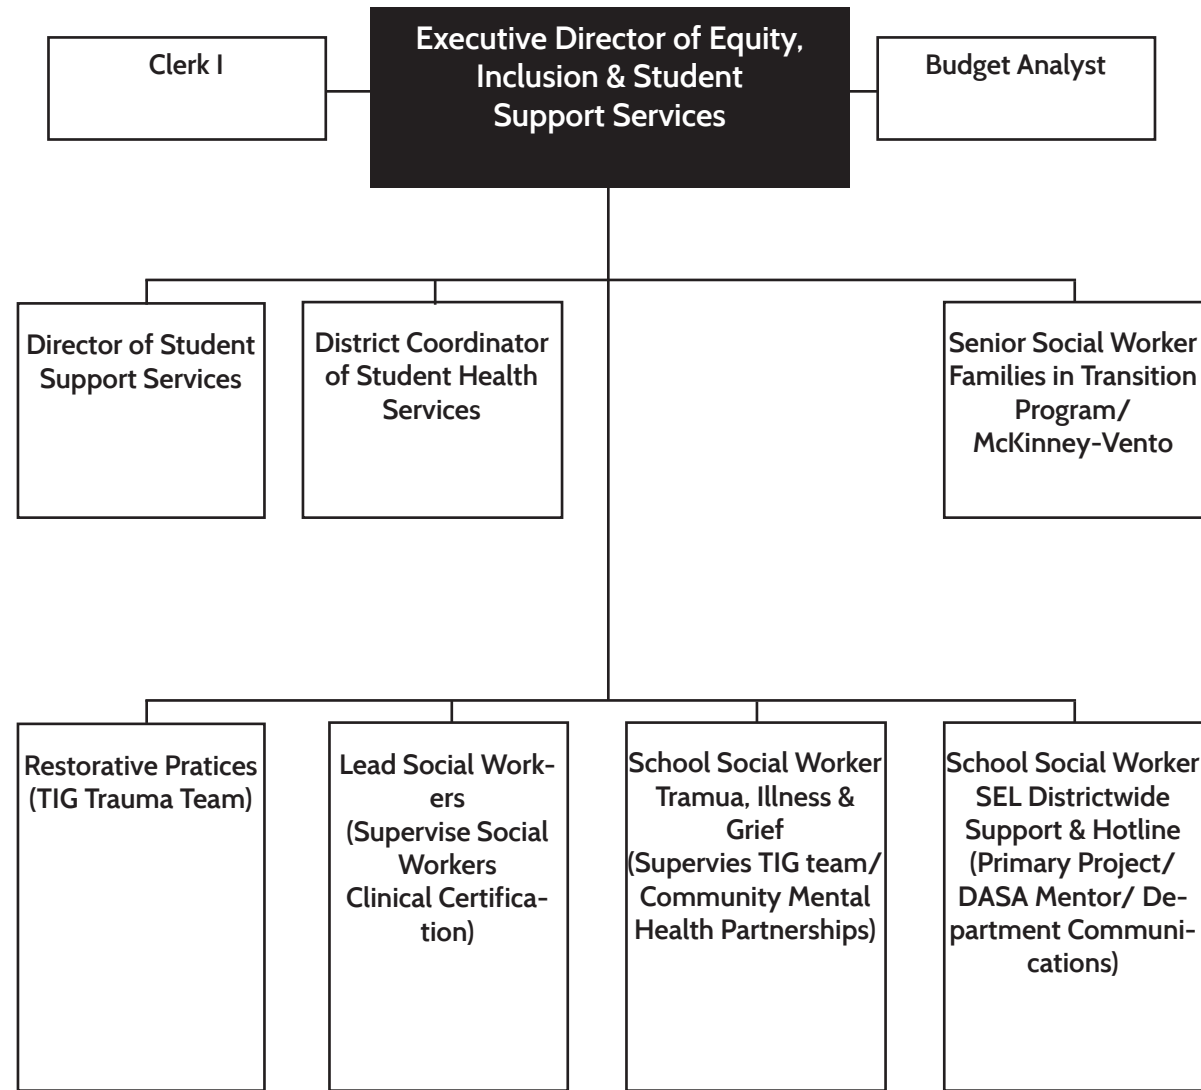 Clerk I
Executive Director of Equity,
Inclusion & Student
Support Services
Budget Analyst
Director of Student
Support Services
District Coordinator
of Student Health
Services
Senior Social Worker
Families in Transition
Program/
McKinney-Vento
Restorative Pratices
(TIG Trauma Team)
Lead Social Work-
ers
(Supervise Social
Workers
Clinical Certifica-
tion)
School Social Worker
Tramua, Illness &
Grief
(Supervies TIG team/
Community Mental
Health Partnerships)
School Social Worker
SEL Districtwide
Support & Hotline
(Primary Project/
DASA Mentor/ De-
partment Communi-
cations)